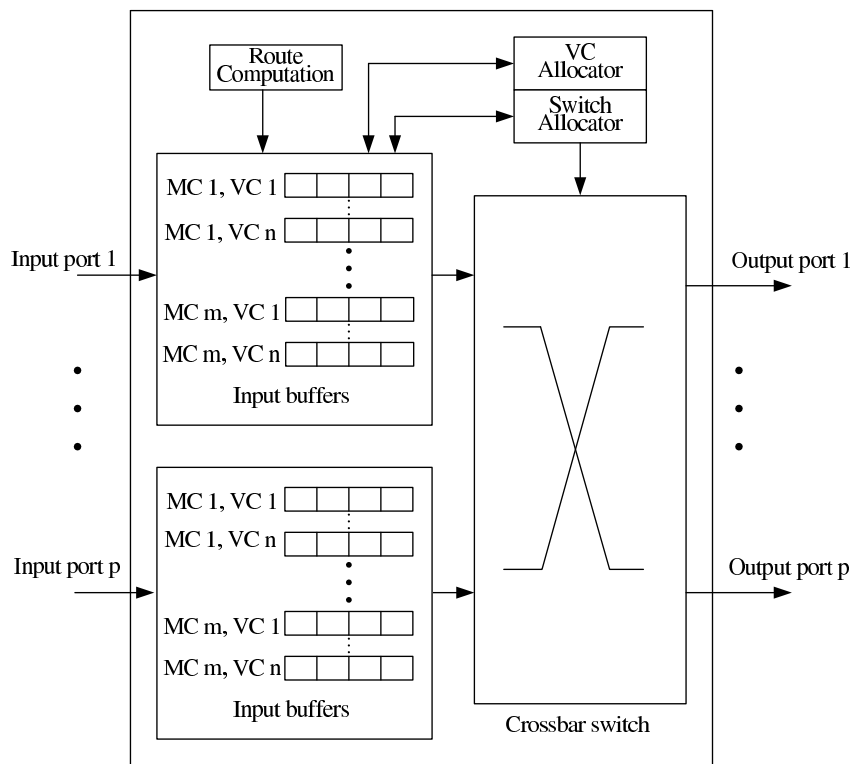 Route
Computation
VC
Allocator
Switch
Allocator
MC 1, VC 1
MC 1, VC n
MC m, VC 1
MC m, VC n
Input buffers
Input port 1
Output port 1
MC 1, VC 1
MC 1, VC n
MC m, VC 1
MC m, VC n
Input buffers
Input port p
Output port p
Crossbar switch